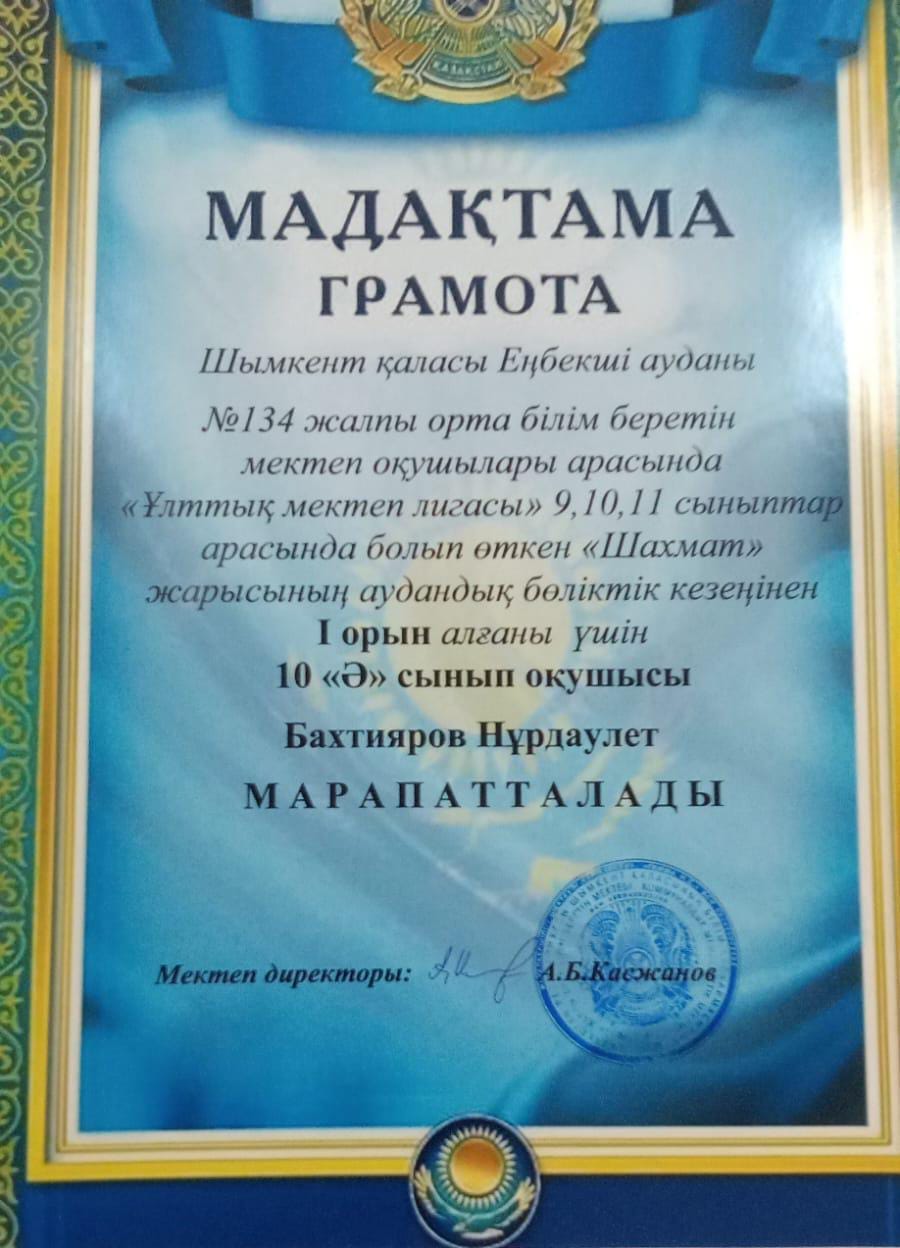 ҚАЗАҚСТАН
МАДАҚТАМА
ГРАМОТА
Шымкент қаласы Еңбекші ауданы
№134 жалпы орта білім беретін
мектеп оқушылары арасында
«Ұлттық мектеп лигасы» 9,10,11 сыныптар
арасында болып өткен «Шахмат»
жарысының аудандық бөліктік кезеңінен
I орын алғаны үшін
10 «Ә» сынып оқушысы
Бахтияров Нұрдаулет
МАРАПАТТАЛАДЫ
Мектеп директоры: А.Б.Касжанов